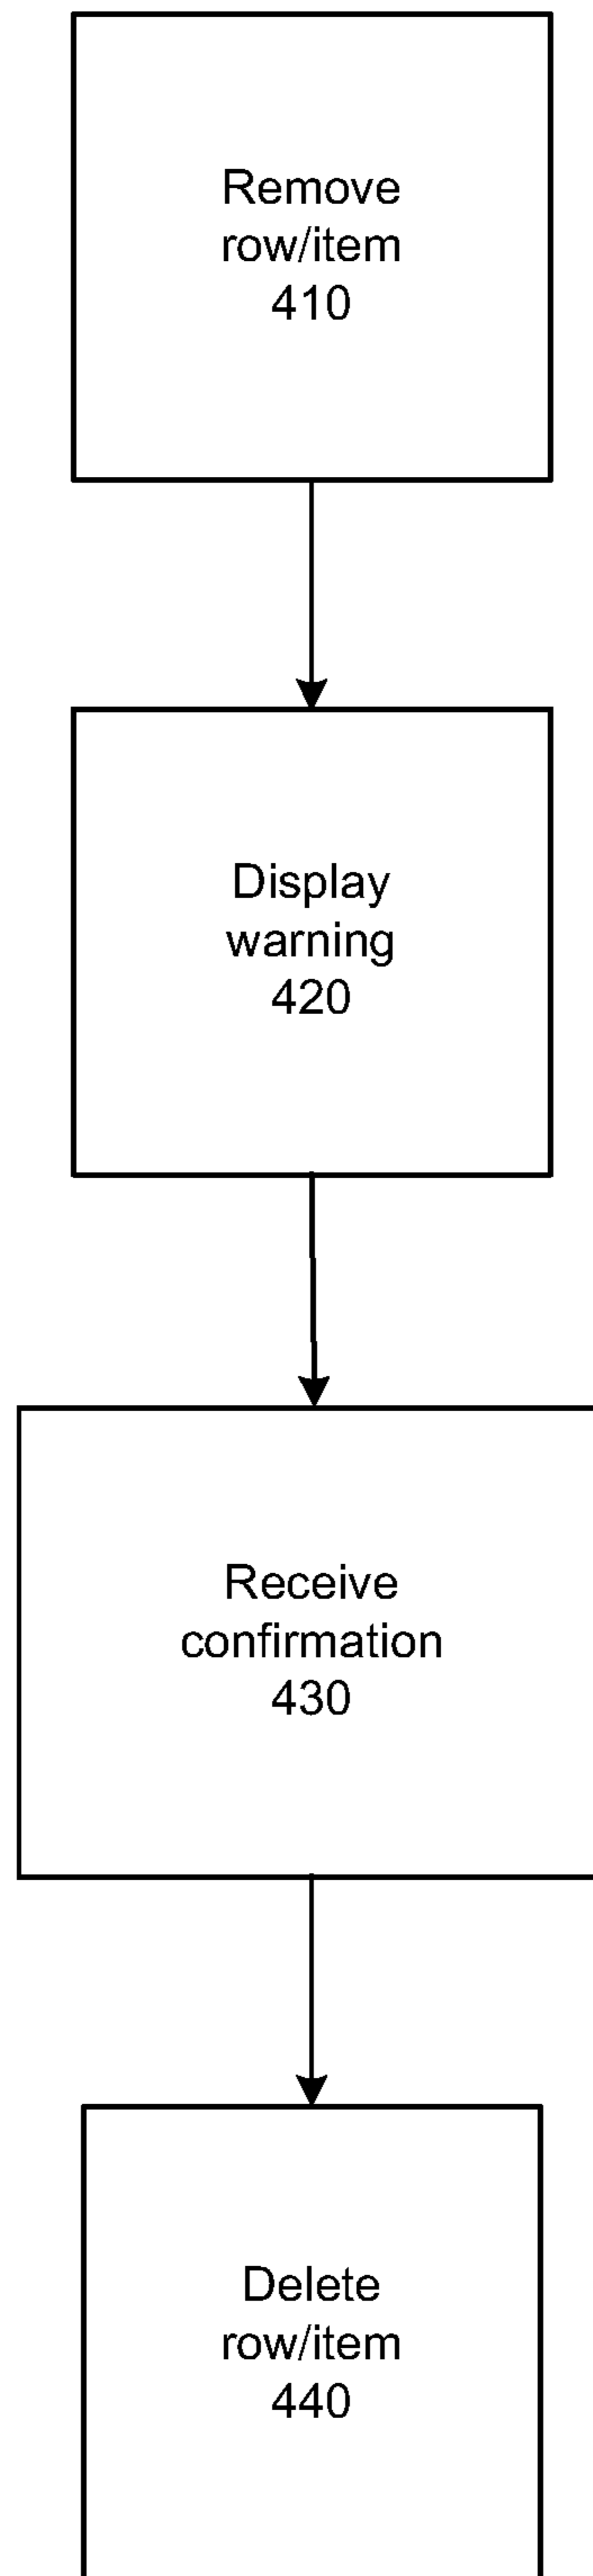 Remove
row/item
410
Display
warning
420
Receive
confirmation
430
Delete
row/item
440